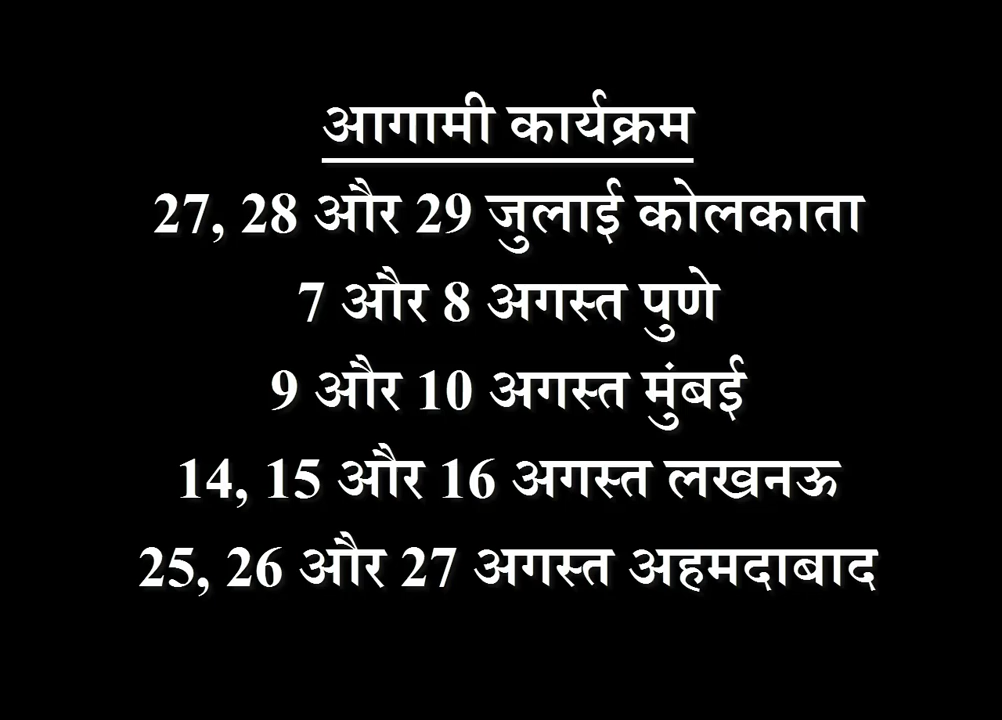 आगामी कार्यक्रम
27, 28 और 29 जुलाई कोलकाता
7 और 8 अगस्त पुणे
9 और 10 अगस्त मुंबई
14, 15 और 16 अगस्त लखनऊ
25, 26 और 27 अगस्त अहमदाबाद